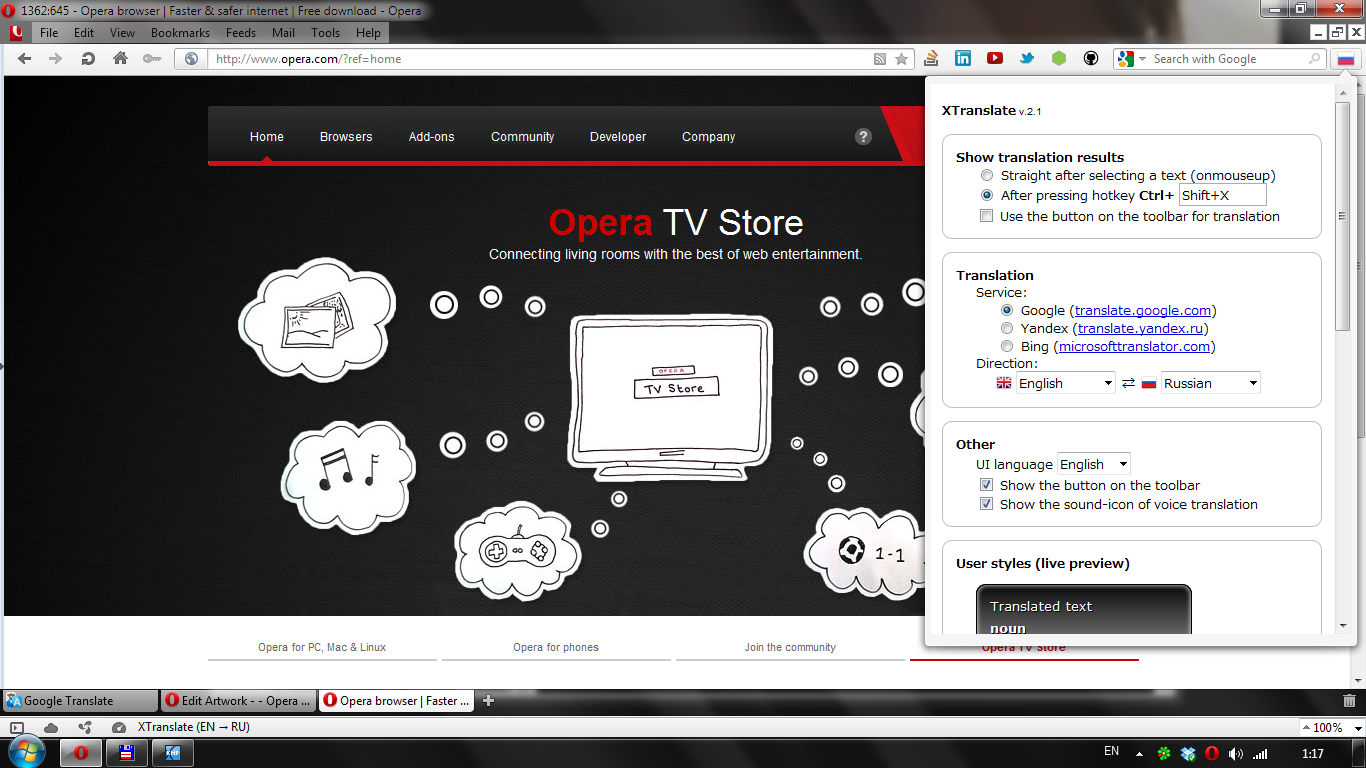 1362:645 - Opera browser | Faster & safer internet | Free download - Opera
File Edit View Bookmarks Feeds Mail Tools Help
http://www.opera.com/?ref=home
Search with Google
Home Browsers Add-ons Community Developer Company ?
Opera TV Store
Connecting living rooms with the best of web entertainment.
OPERA
TV Store
1-1
Opera for PC, Mac & Linux
Opera for phones
Join the community
Opera TV Store
XTranslate v.2.1
Show translation results
Straight after selecting a text (onmouseup)
After pressing hotkey Ctrl+ Shift+X
Use the button on the toolbar for translation
Translation
Service:
Google (translate.google.com)
Yandex (translate.yandex.ru)
Bing (microsofttranslator.com)
Direction:
English ⇄ Russian
Other
UI language English
Show the button on the toolbar
Show the sound-icon of voice translation
User styles (live preview)
Translated text
noun
Google Translate
Edit Artwork - - Opera ...
Opera browser | Faster ...
XTranslate (EN → RU)
100%
KMP
EN
1:17